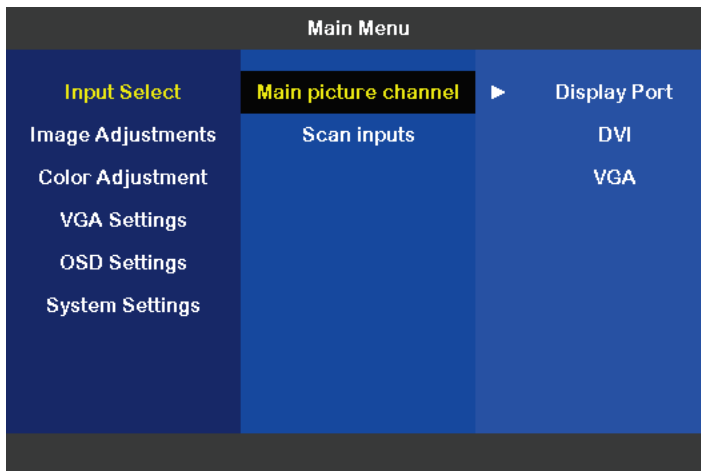 Main Menu
Input Select
Main picture channel
Display Port
Image Adjustments
Scan inputs
DVI
Color Adjustment
VGA
VGA Settings
OSD Settings
System Settings